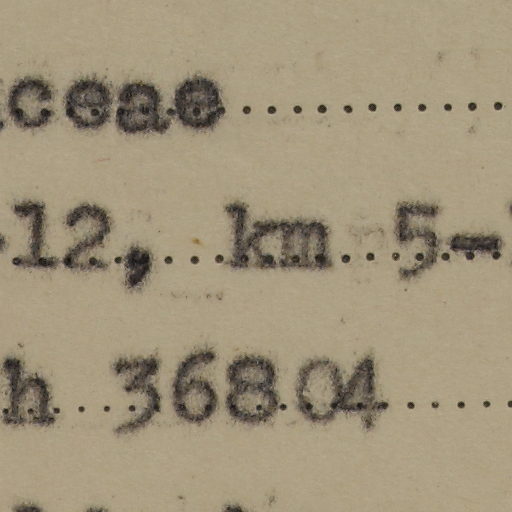 ceae
12, km 5-
h 36804